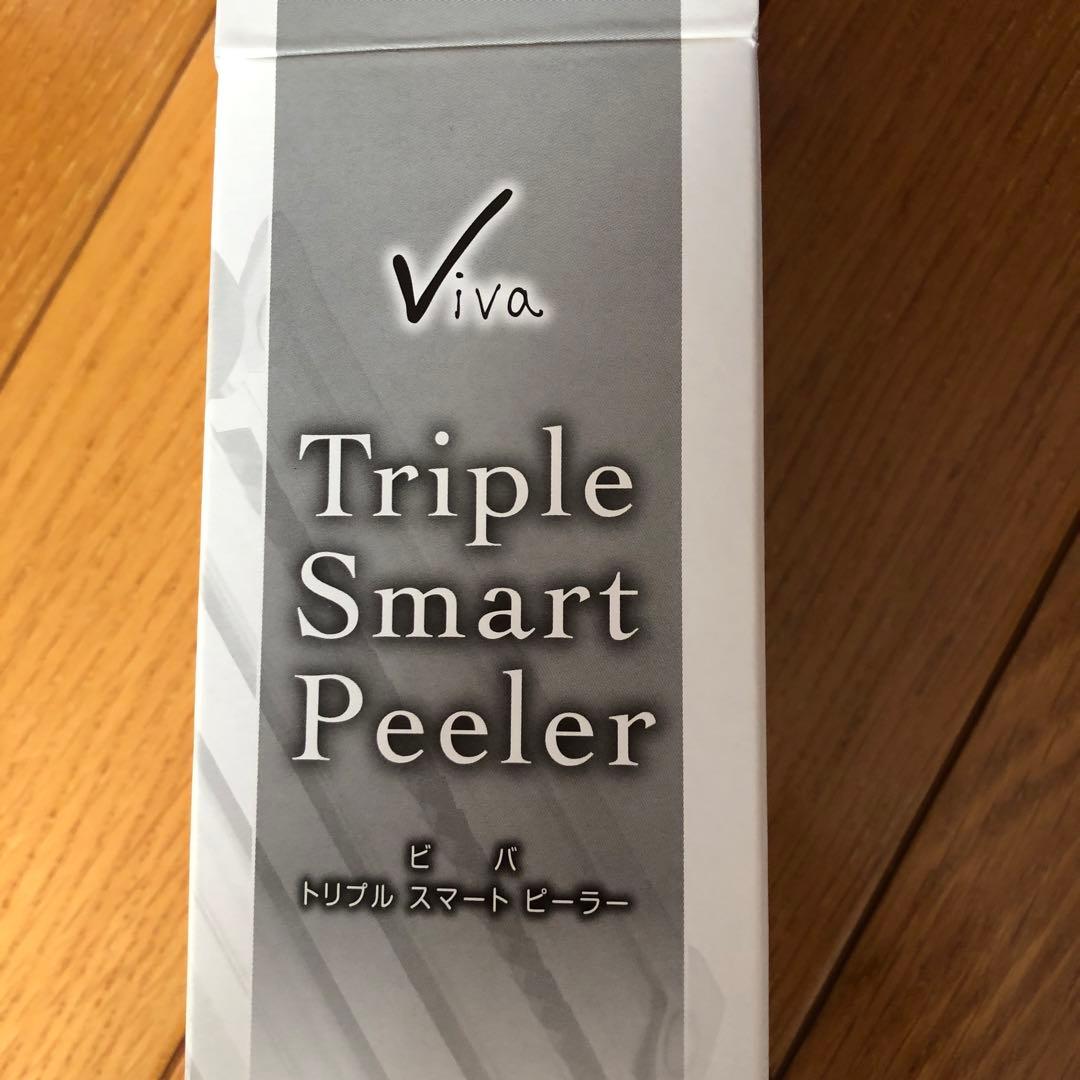 Viva
Triple
Smart
Peeler
ビバ
トリプル スマート ピーラー